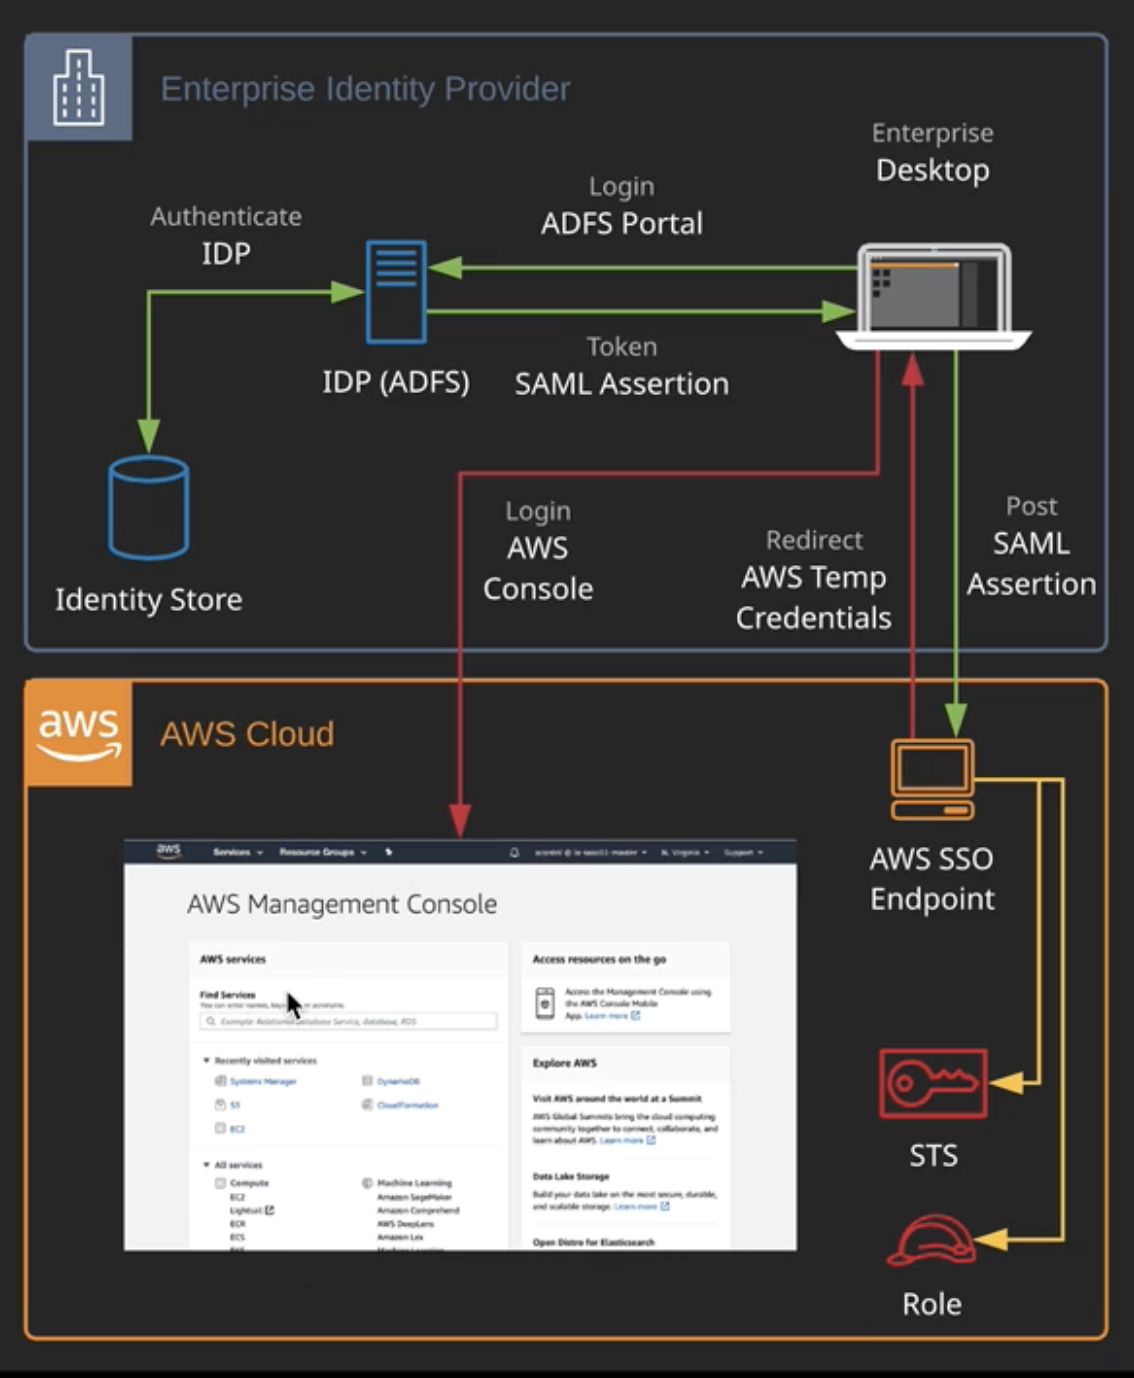 Enterprise Identity Provider
Enterprise
Desktop
Login
ADFS Portal
Authenticate
IDP
IDP (ADFS)
Token
SAML Assertion
Identity Store
Login
AWS
Console
Redirect
AWS Temp
Credentials
Post
SAML
Assertion
aws
AWS Cloud
AWS SSO
Endpoint
STS
Role
aws
Services
Resource Groups
N. Virginia
Support
AWS Management Console
AWS services
Find Services
You can enter names, keywords or acronyms.
Example: Relational Database Service, database, RDS
Recently visited services
Systems Manager
DynamoDB
S3
CloudFormation
EC2
All services
Compute
EC2
Lightsail
ECR
ECS
EKS
Machine Learning
Amazon SageMaker
Amazon Comprehend
AWS DeepLens
Amazon Lex
Machine Learning
Access resources on the go
Access the Management Console using
the AWS Console Mobile
App. Learn more
Explore AWS
Visit AWS around the world at a Summit
AWS Global Summits bring the cloud computing
community together to connect, collaborate, and
learn about AWS. Learn more
Data Lake Storage
Build your data lake on the most secure, durable,
and scalable storage. Learn more
Open Distro for Elasticsearch